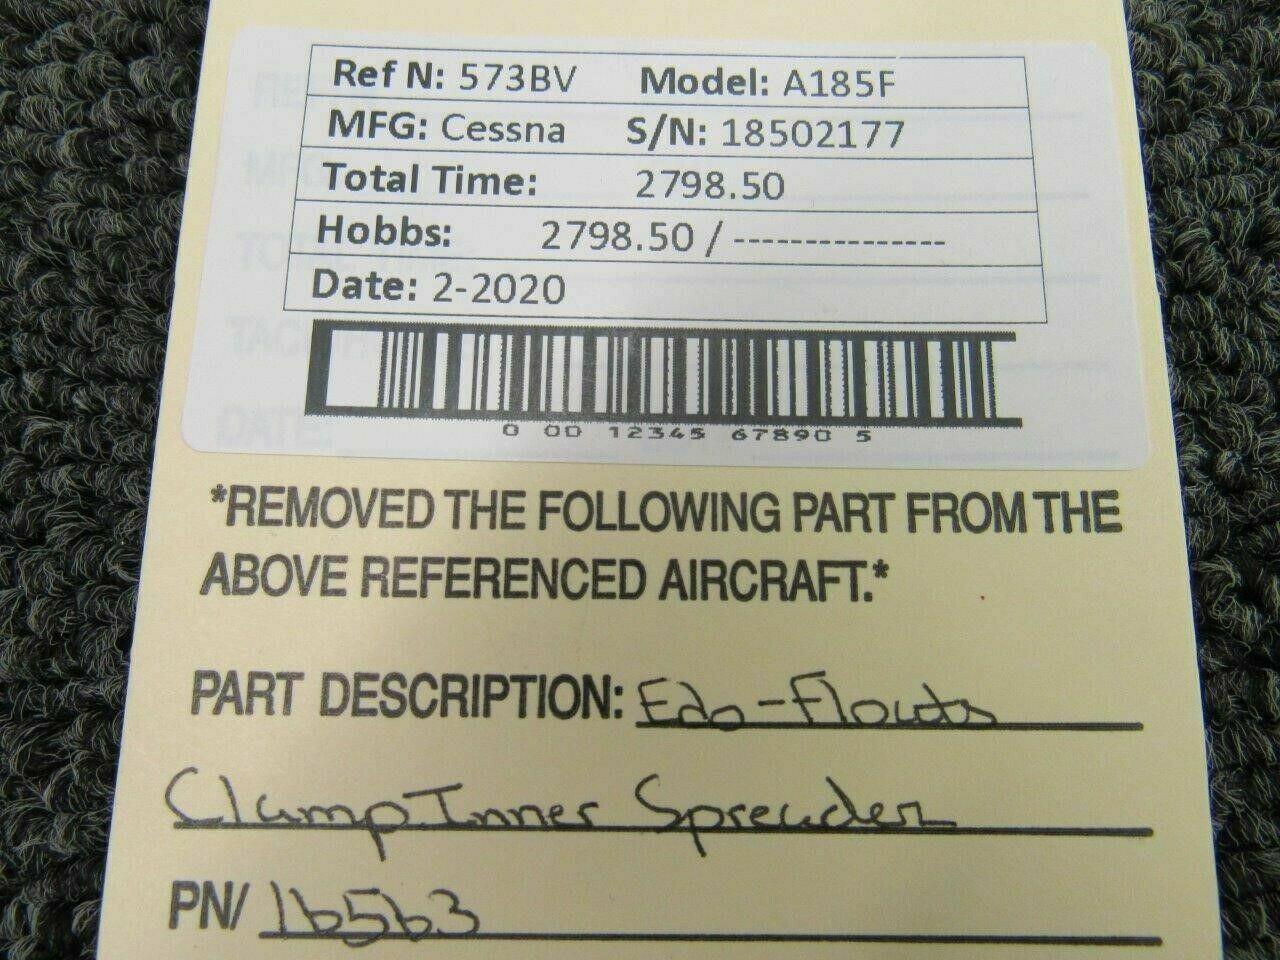 Ref N: 573BV Model: A185F
MFG: Cessna S/N: 18502177
Total Time: 2798.50
Hobbs: 2798.50 / ---------------
Date: 2-2020
0 00 12345 67890 5
*REMOVED THE FOLLOWING PART FROM THE
ABOVE REFERENCED AIRCRAFT.*
PART DESCRIPTION: Edo-Floats
Clamp Inner Spreader
PN/ 16563